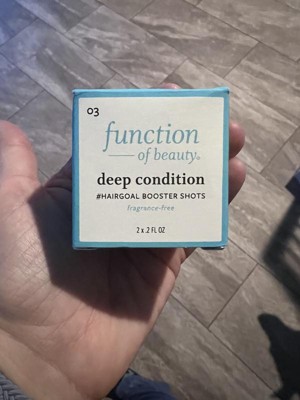 03
function
of beauty®
deep condition
#HAIRGOAL BOOSTER SHOTS
fragrance-free
2 x .2 FL OZ